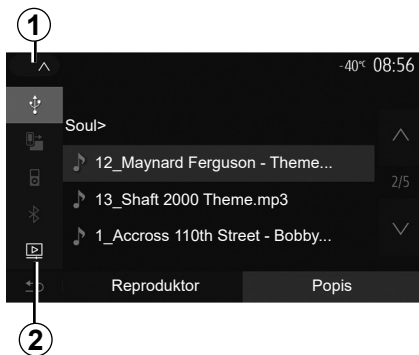 1
-40°C 08:56
Soul>
12_Maynard Ferguson - Theme...
13_Shaft 2000 Theme.mp3
2/5
1_Accross 110th Street - Bobby...
Reproduktor Popis
2